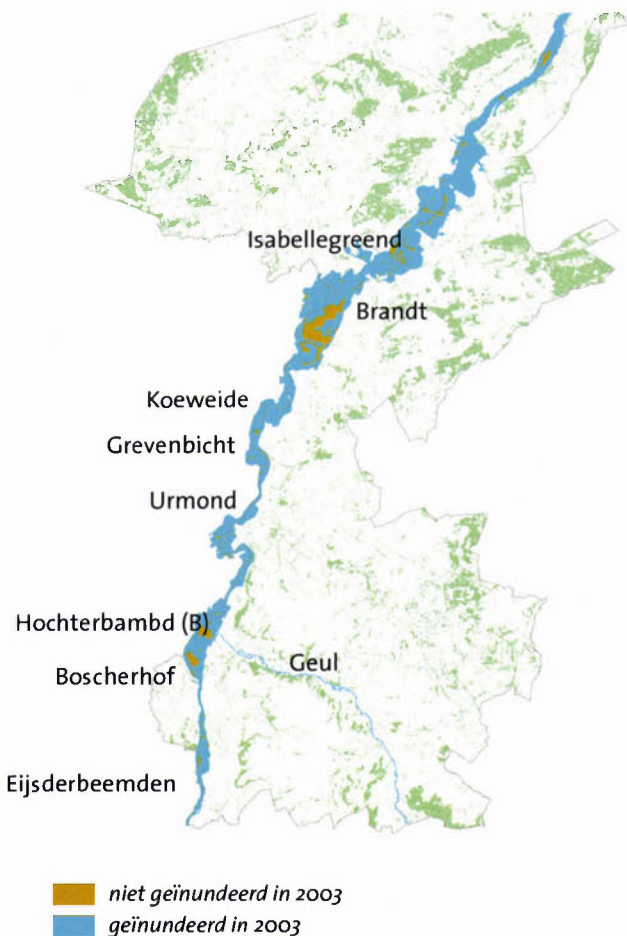 Isabellegreend
Brandt
Koeweide
Grevenbicht
Urmond
Hochterbambd (B)
Geul
Boscherhof
Eijsderbeemden
niet geïnundeerd in 2003
geïnundeerd in 2003